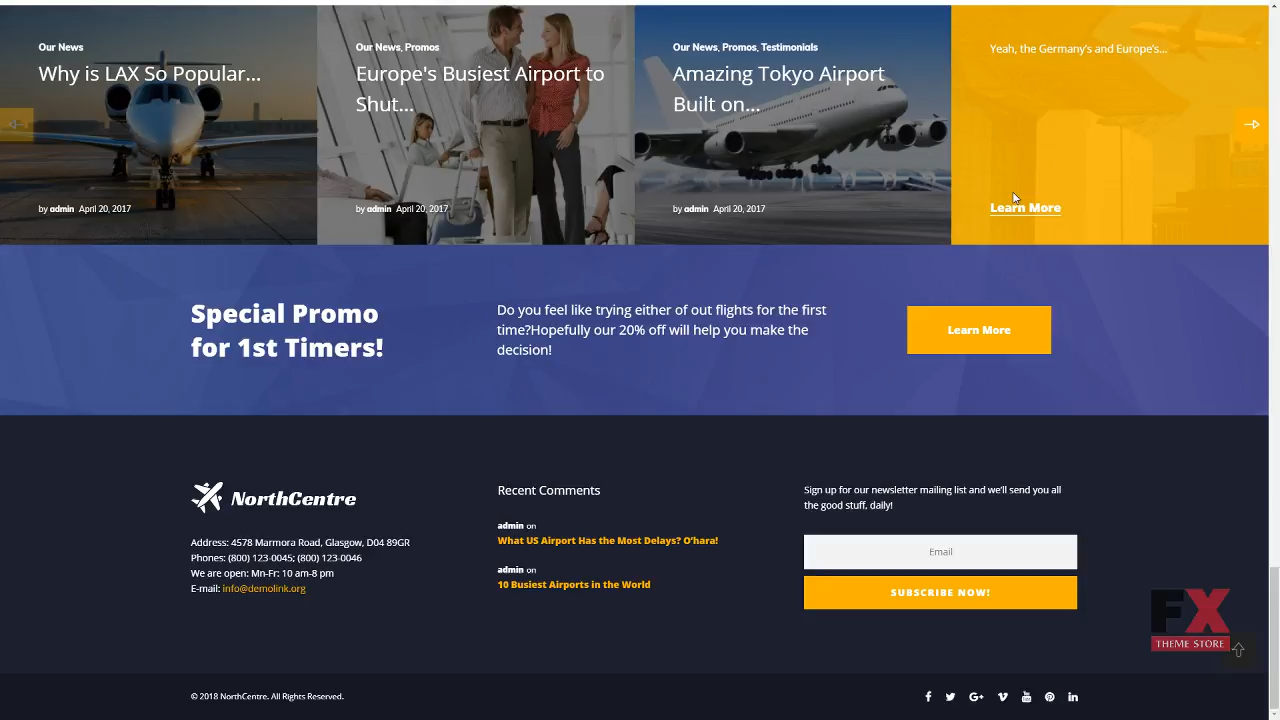 Our News
Why is LAX So Popular...
by admin April 20, 2017
Our News, Promos
Europe's Busiest Airport to
Shut...
by admin April 20, 2017
Our News, Promos, Testimonials
Amazing Tokyo Airport
Built on...
by admin April 20, 2017
Yeah, the Germany's and Europe's...
Learn More
Special Promo
for 1st Timers!
Do you feel like trying either of out flights for the first
time?Hopefully our 20% off will help you make the
decision!
Learn More
NorthCentre
Address: 4578 Marmora Road, Glasgow, D04 89GR
Phones: (800) 123-0045; (800) 123-0046
We are open: Mn-Fr: 10 am-8 pm
E-mail: info@demolink.org
Recent Comments
admin on
What US Airport Has the Most Delays? O'hara!
admin on
10 Busiest Airports in the World
Sign up for our newsletter mailing list and we'll send you all
the good stuff, daily!
Email
SUBSCRIBE NOW!
FX
THEME STORE
© 2018 NorthCentre. All Rights Reserved.